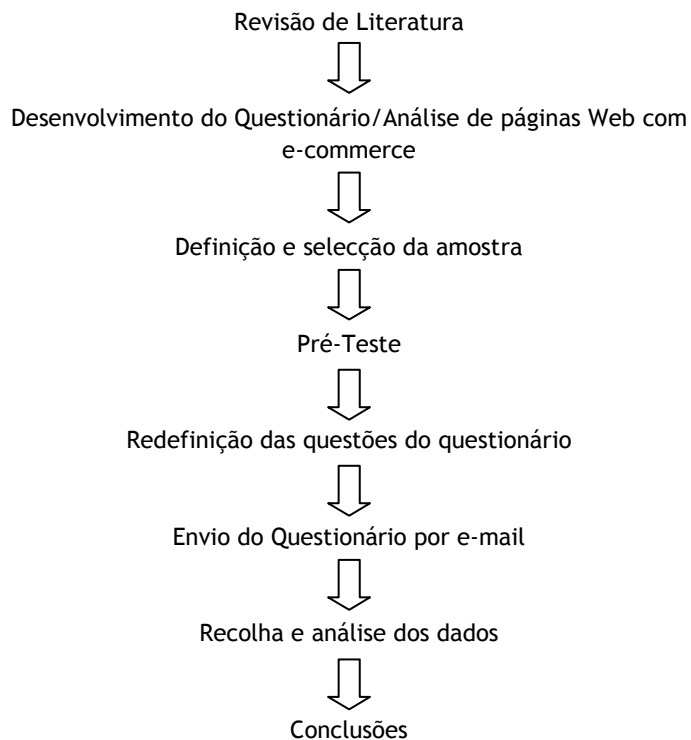 Revisão de Literatura
Desenvolvimento do Questionário/Análise de páginas Web com
e-commerce
Definição e selecção da amostra
Pré-Teste
Redefinição das questões do questionário
Envio do Questionário por e-mail
Recolha e análise dos dados
Conclusões